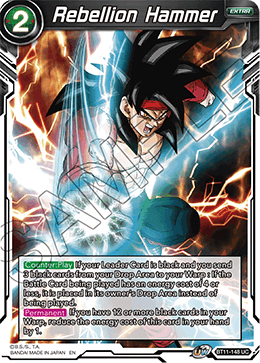 2
Rebellion Hammer
EXTRA
SAMPLE
Counter:Play If your Leader Card is black and you send
3 black cards from your Drop Area to your Warp : If the
Battle Card being played has an energy cost of 4 or
less, it is placed in its owner's Drop Area instead of
being played.
Permanent If you have 12 or more black cards in your
Warp, reduce the energy cost of this card in your hand
by 1.
©B.S./S., T.A.
BANDAI MADE IN JAPAN EN
BT11-148 UC